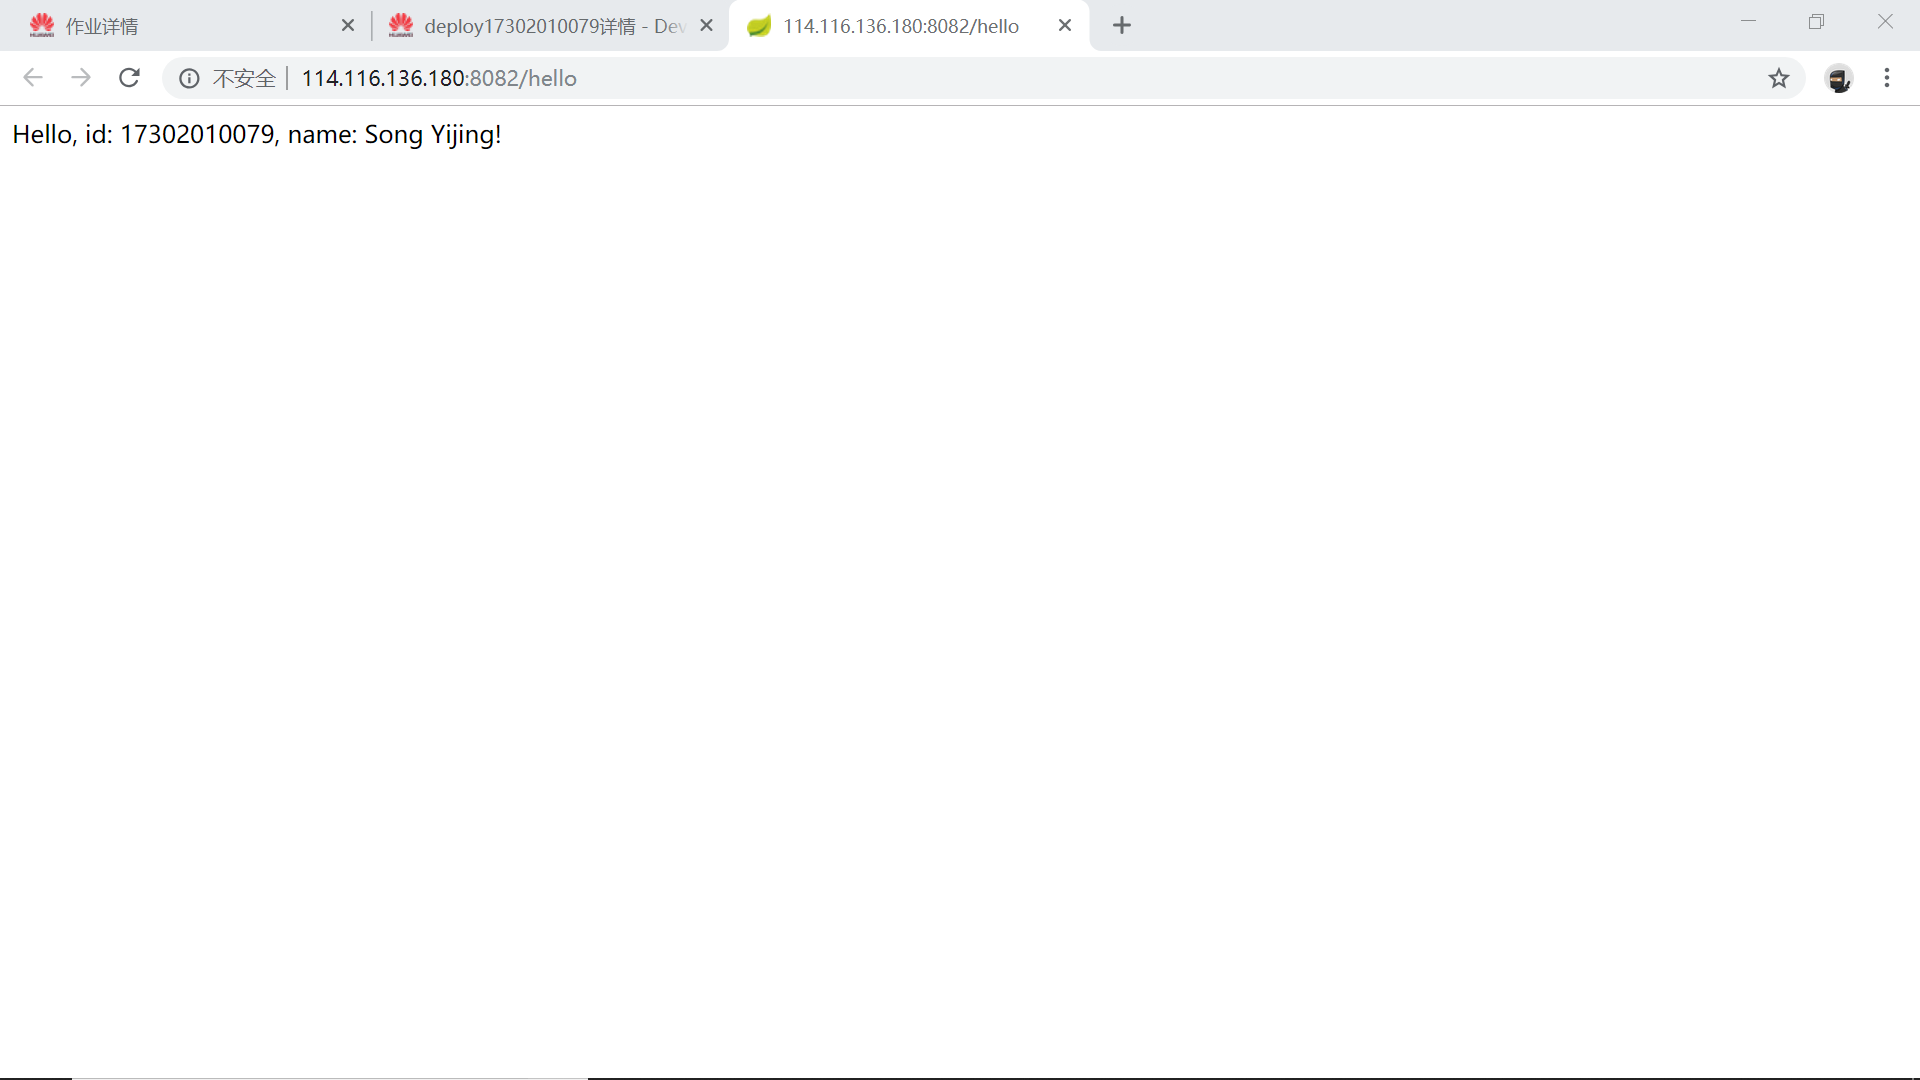 作业详情
deploy17302010079详情 - Dev
114.116.136.180:8082/hello
不安全 114.116.136.180:8082/hello
Hello, id: 17302010079, name: Song Yijing!